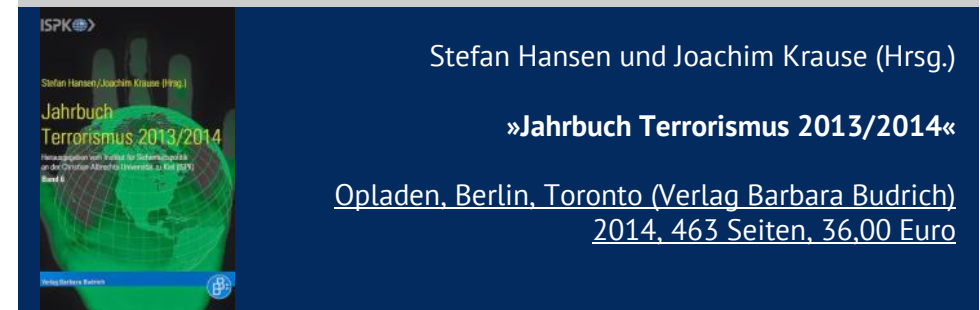 ISPK
Stefan Hansen/Joachim Krause (Hrsg.)
Jahrbuch
Terrorismus 2013/2014
Herausgegeben vom Institut für Sicherheitspolitik
an der Christian-Albrechts-Universität zu Kiel (ISPK)
Band 6
Verlag Barbara Budrich
Stefan Hansen und Joachim Krause (Hrsg.)
»Jahrbuch Terrorismus 2013/2014«
Opladen, Berlin, Toronto (Verlag Barbara Budrich)
2014, 463 Seiten, 36,00 Euro